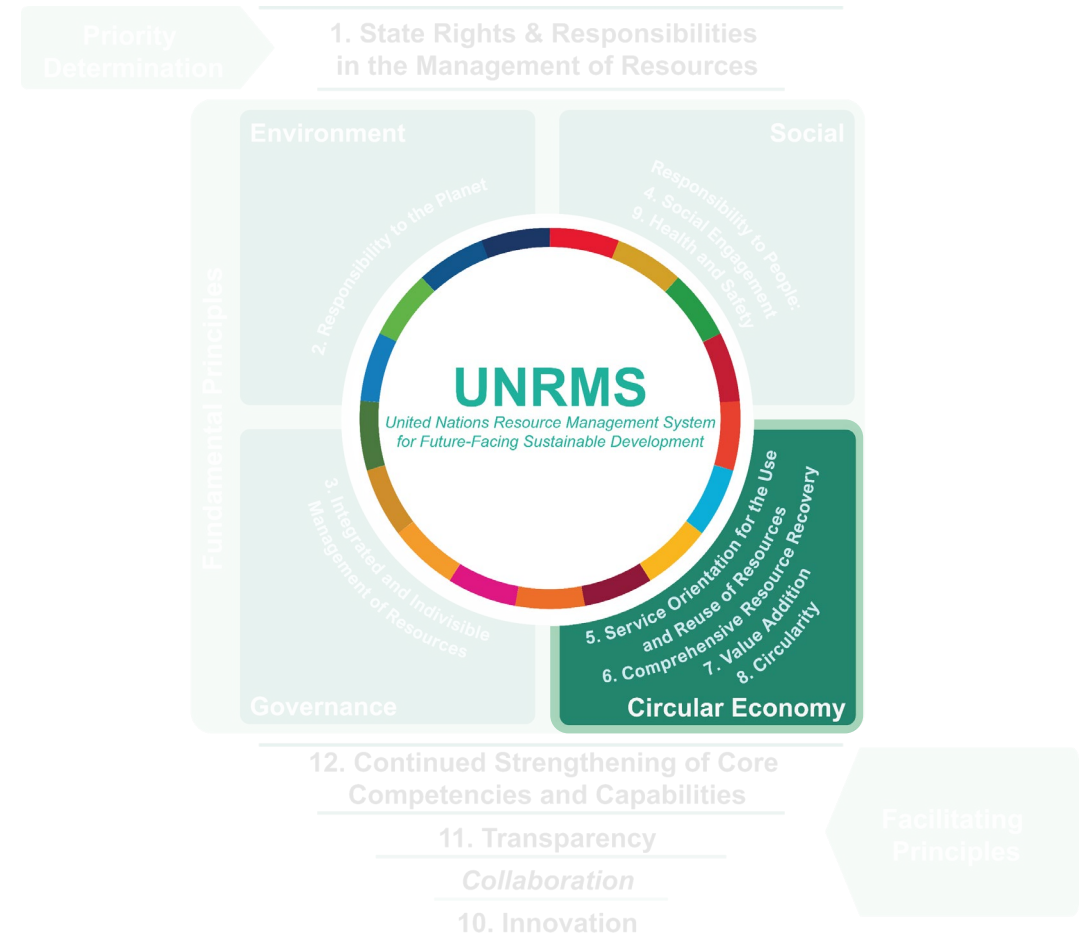 Priority
Determination
1. State Rights & Responsibilities
in the Management of Resources
Fundamental Principles
Environment
2. Responsibility to the Planet
Social
Responsibility to People:
4. Social Engagement
9. Health and Safety
UNRMS
United Nations Resource Management System
for Future-Facing Sustainable Development
3. Integrated and Indivisible
Management of Resources
Governance
5. Service Orientation for the Use
and Reuse of Resources
6. Comprehensive Resource Recovery
7. Value Addition
8. Circularity
Circular Economy
12. Continued Strengthening of Core
Competencies and Capabilities
11. Transparency
Collaboration
10. Innovation
Facilitating
Principles